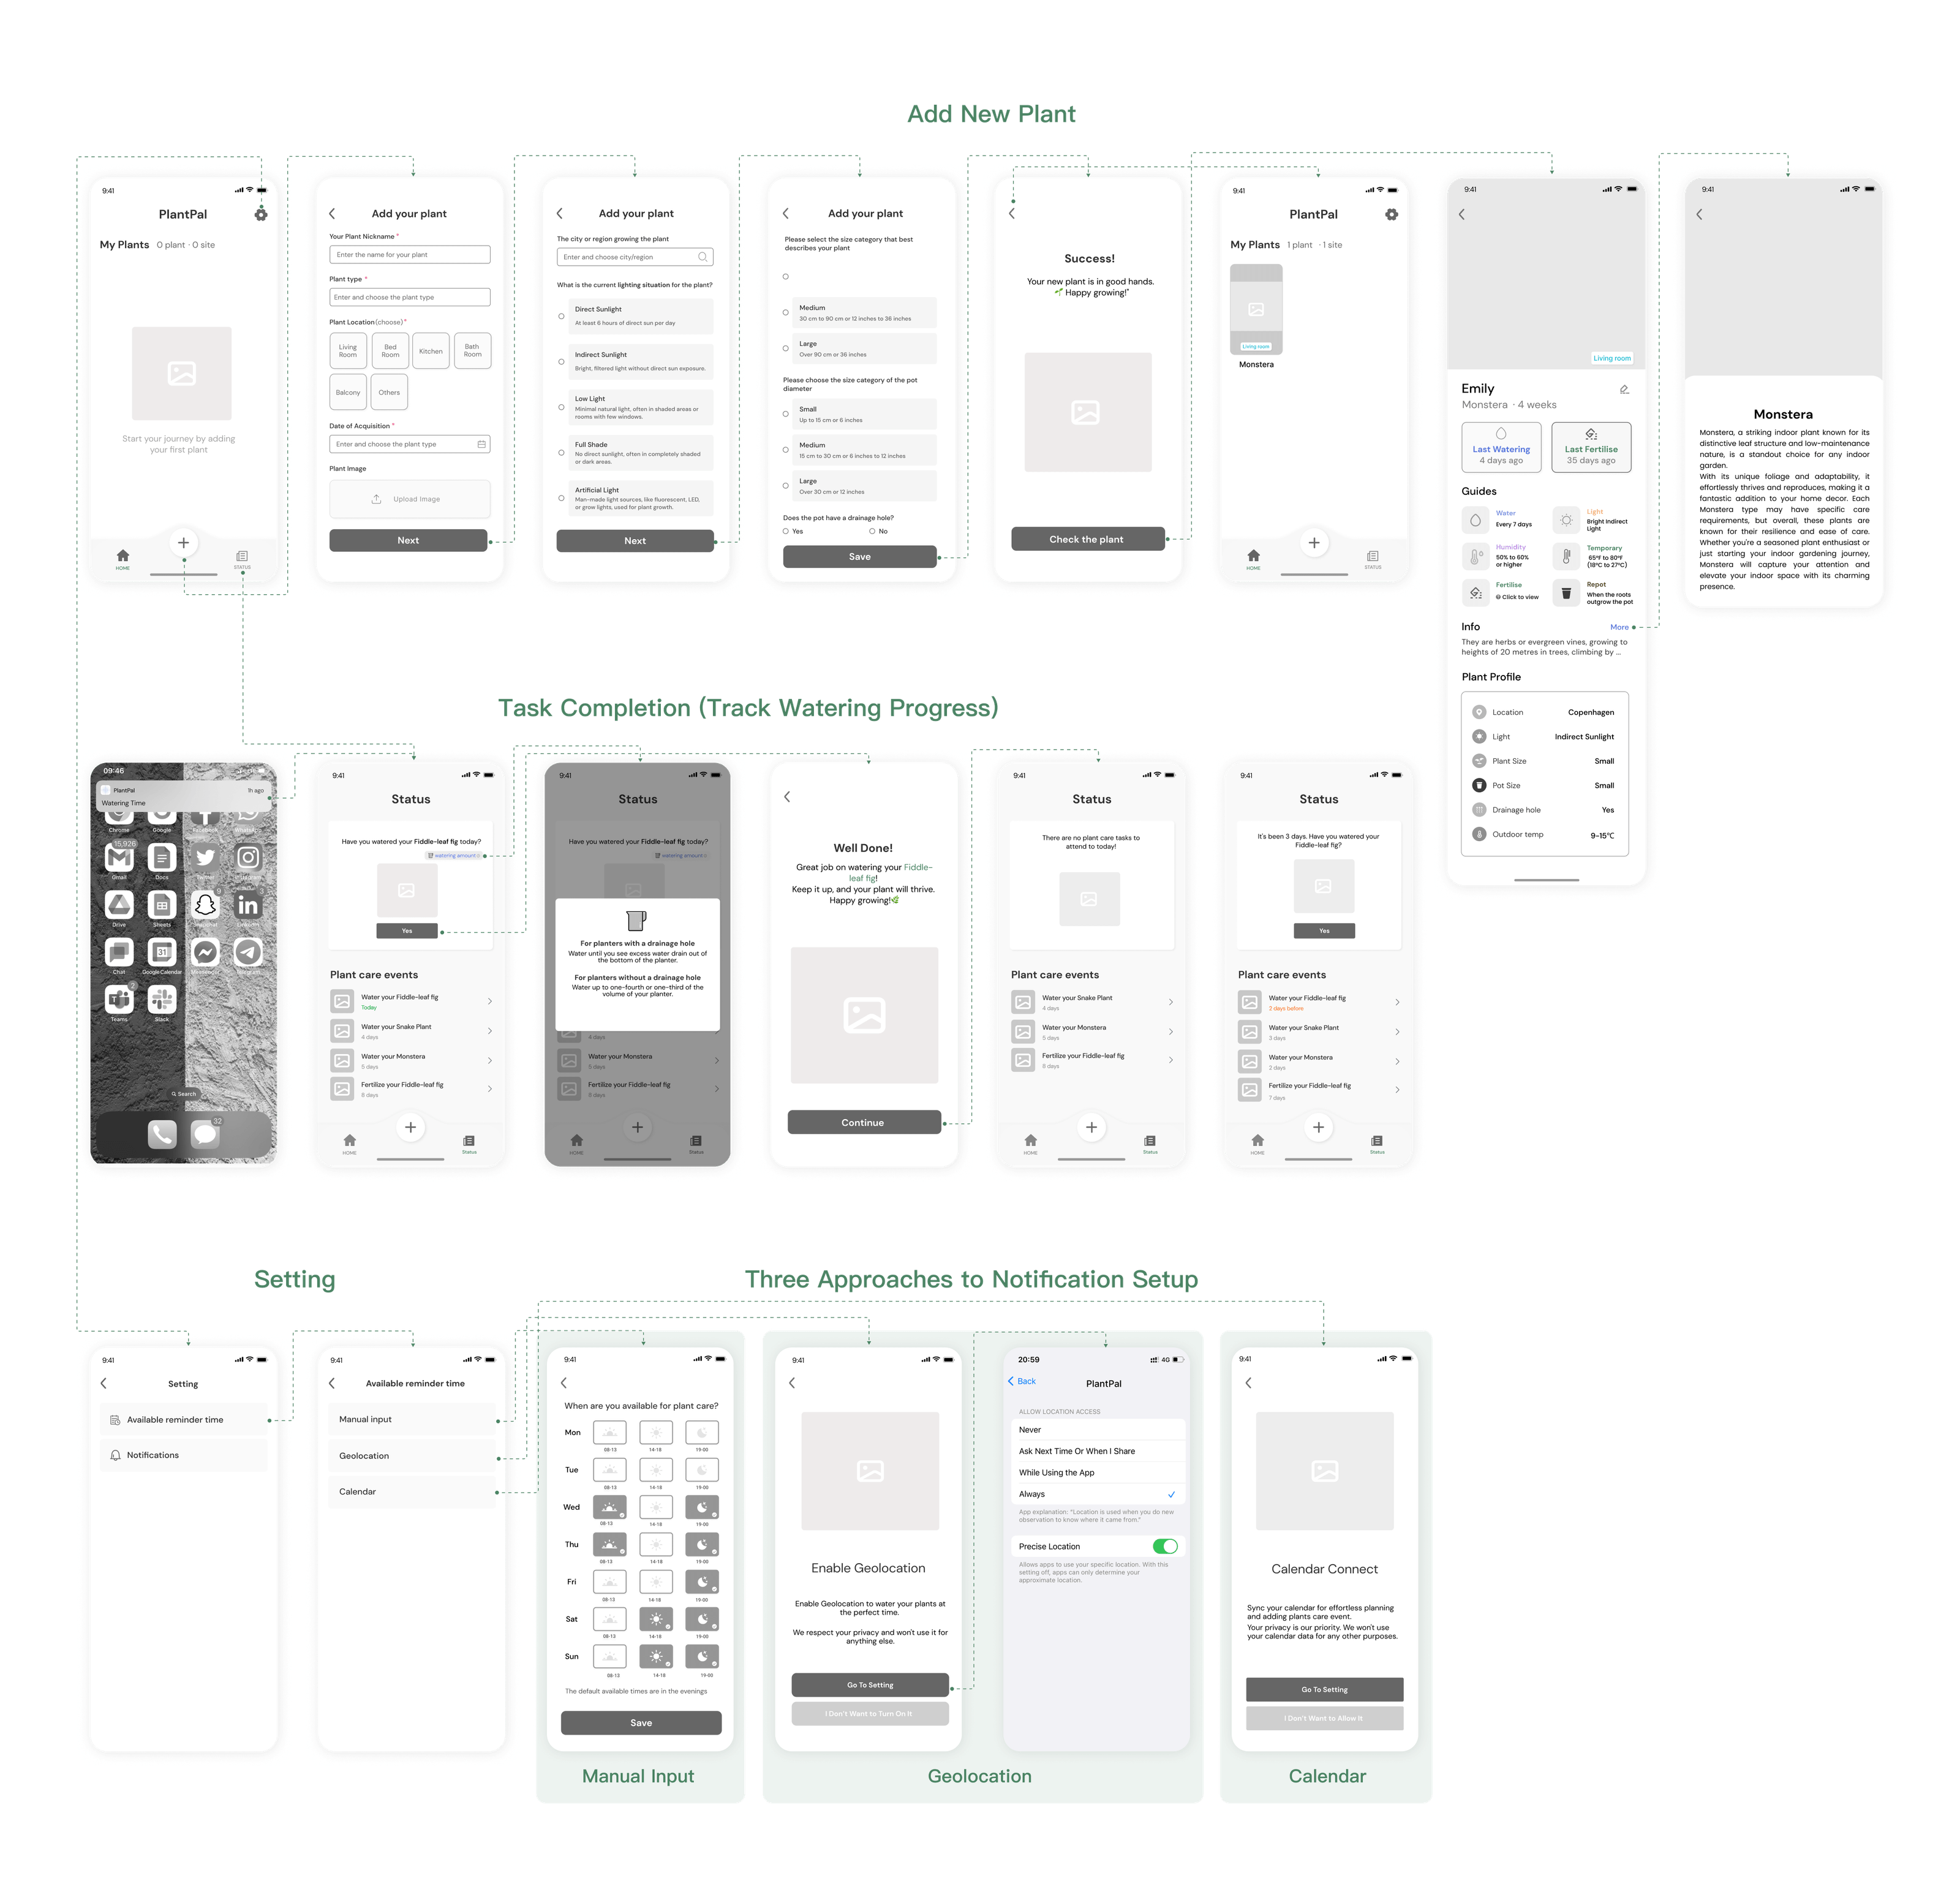 Add New Plant
9:41
PlantPal
My Plants 0 plant · 0 site
Start your journey by adding
your first plant
HOME
STATUS
Add your plant
Your Plant Nickname *
Enter the name for your plant
Plant type *
Enter and choose the plant type
Plant Location(choose)*
Living
Room
Bed
Room
Kitchen
Bath
Room
Balcony
Others
Date of Acquisition *
Enter and choose the plant type
Plant Image
Upload Image
Next
Add your plant
The city or region growing the plant
Enter and choose city/region
What is the current lighting situation for the plant?
Direct Sunlight
At least 6 hours of direct sun per day
Indirect Sunlight
Bright, filtered light without direct sun exposure.
Low Light
Minimal natural light, often in shaded areas or
rooms with few windows.
Full Shade
No direct sunlight, often in completely shaded
or dark areas.
Artificial Light
Man-made light sources, like fluorescent, LED,
or grow lights, used for plant growth.
Next
Add your plant
Please select the size category that best
describes your plant
Medium
30 cm to 90 cm or 12 inches to 36 inches
Large
Over 90 cm or 36 inches
Please choose the size category of the pot
diameter
Small
Up to 15 cm or 6 inches
Medium
15 cm to 30 cm or 6 inches to 12 inches
Large
Over 30 cm or 12 inches
Does the pot have a drainage hole?
Yes
No
Save
Success!
Your new plant is in good hands.
🌱 Happy growing!"
Check the plant
9:41
PlantPal
My Plants 1 plant · 1 site
Living room
Monstera
HOME
STATUS
9:41
Living room
Emily
Monstera · 4 weeks
Last Watering
4 days ago
Last Fertilise
35 days ago
Guides
Water
Every 7 days
Light
Bright Indirect
Light
Humidity
50% to 60%
or higher
Temporary
65°F to 80°F
(18°C to 27°C)
Fertilise
Click to view
Repot
When the roots
outgrow the pot
Info
More
They are herbs or evergreen vines, growing to
heights of 20 metres in trees, climbing by ...
Plant Profile
Location Copenhagen
Light Indirect Sunlight
Plant Size Small
Pot Size Small
Drainage hole Yes
Outdoor temp 9-15°C
9:41
Monstera
Monstera, a striking indoor plant known for its
distinctive leaf structure and low-maintenance
nature, is a standout choice for any indoor
garden.
With its unique foliage and adaptability, it
effortlessly thrives and reproduces, making it a
fantastic addition to your home decor. Each
Monstera type may have specific care
requirements, but overall, these plants are
known for their resilience and ease of care.
Whether you're a seasoned plant enthusiast or
just starting your indoor gardening journey,
Monstera will capture your attention and
elevate your indoor space with its charming
presence.
Task Completion (Track Watering Progress)
09:46
PlantPal
1h ago
Watering Time
Chrome
Google
Facebook
WhatsApp
15,926
Gmail
Docs
Twitter
Instagram
9
Drive
Sheets
Snapchat
LinkedIn
Chat
31
Google Calendar
Messenger
Telegram
2
Teams
Slack
Search
32
9:41
Status
Have you watered your Fiddle-leaf fig today?
watering amount
Yes
Plant care events
Water your Fiddle-leaf fig
Today
Water your Snake Plant
4 days
Water your Monstera
5 days
Fertilize your Fiddle-leaf fig
8 days
HOME
Status
9:41
Status
Have you watered your Fiddle-leaf fig today?
watering amount
For planters with a drainage hole
Water until you see excess water drain out of
the bottom of the planter.
For planters without a drainage hole
Water up to one-fourth or one-third of the
volume of your planter.
4 days
Water your Monstera
5 days
Fertilize your Fiddle-leaf fig
8 days
HOME
Status
Well Done!
Great job on watering your Fiddle-
leaf fig!
Keep it up, and your plant will thrive.
Happy growing!🌿
Continue
9:41
Status
There are no plant care tasks to
attend to today!
Plant care events
Water your Snake Plant
4 days
Water your Monstera
5 days
Fertilize your Fiddle-leaf fig
8 days
HOME
Status
9:41
Status
It's been 3 days. Have you watered your
Fiddle-leaf fig?
Yes
Plant care events
Water your Fiddle-leaf fig
2 days before
Water your Snake Plant
3 days
Water your Monstera
2 days
Fertilize your Fiddle-leaf fig
7 days
HOME
Status
Setting
Three Approaches to Notification Setup
9:41
Setting
Available reminder time
Notifications
9:41
Available reminder time
Manual input
Geolocation
Calendar
9:41
When are you available for plant care?
Mon
08-13 14-18 19-00
Tue
08-13 14-18 19-00
Wed
08-13 14-18 19-00
Thu
08-13 14-18 19-00
Fri
08-13 14-18 19-00
Sat
08-13 14-18 19-00
Sun
08-13 14-18 19-00
The default available times are in the evenings
Save
Manual Input
9:41
Enable Geolocation
Enable Geolocation to water your plants at
the perfect time.
We respect your privacy and won't use it for
anything else.
Go To Setting
I Don't Want to Turn On It
20:59
4G
Back
PlantPal
ALLOW LOCATION ACCESS
Never
Ask Next Time Or When I Share
While Using the App
Always
App explanation: "Location is used when you do new
observation to know where it came from."
Precise Location
Allows apps to use your specific location. With this
setting off, apps can only determine your
approximate location.
Geolocation
9:41
Calendar Connect
Sync your calendar for effortless planning
and adding plants care event.
Your privacy is our priority. We won't use
your calendar data for any other purposes.
Go To Setting
I Don't Want to Allow It
Calendar